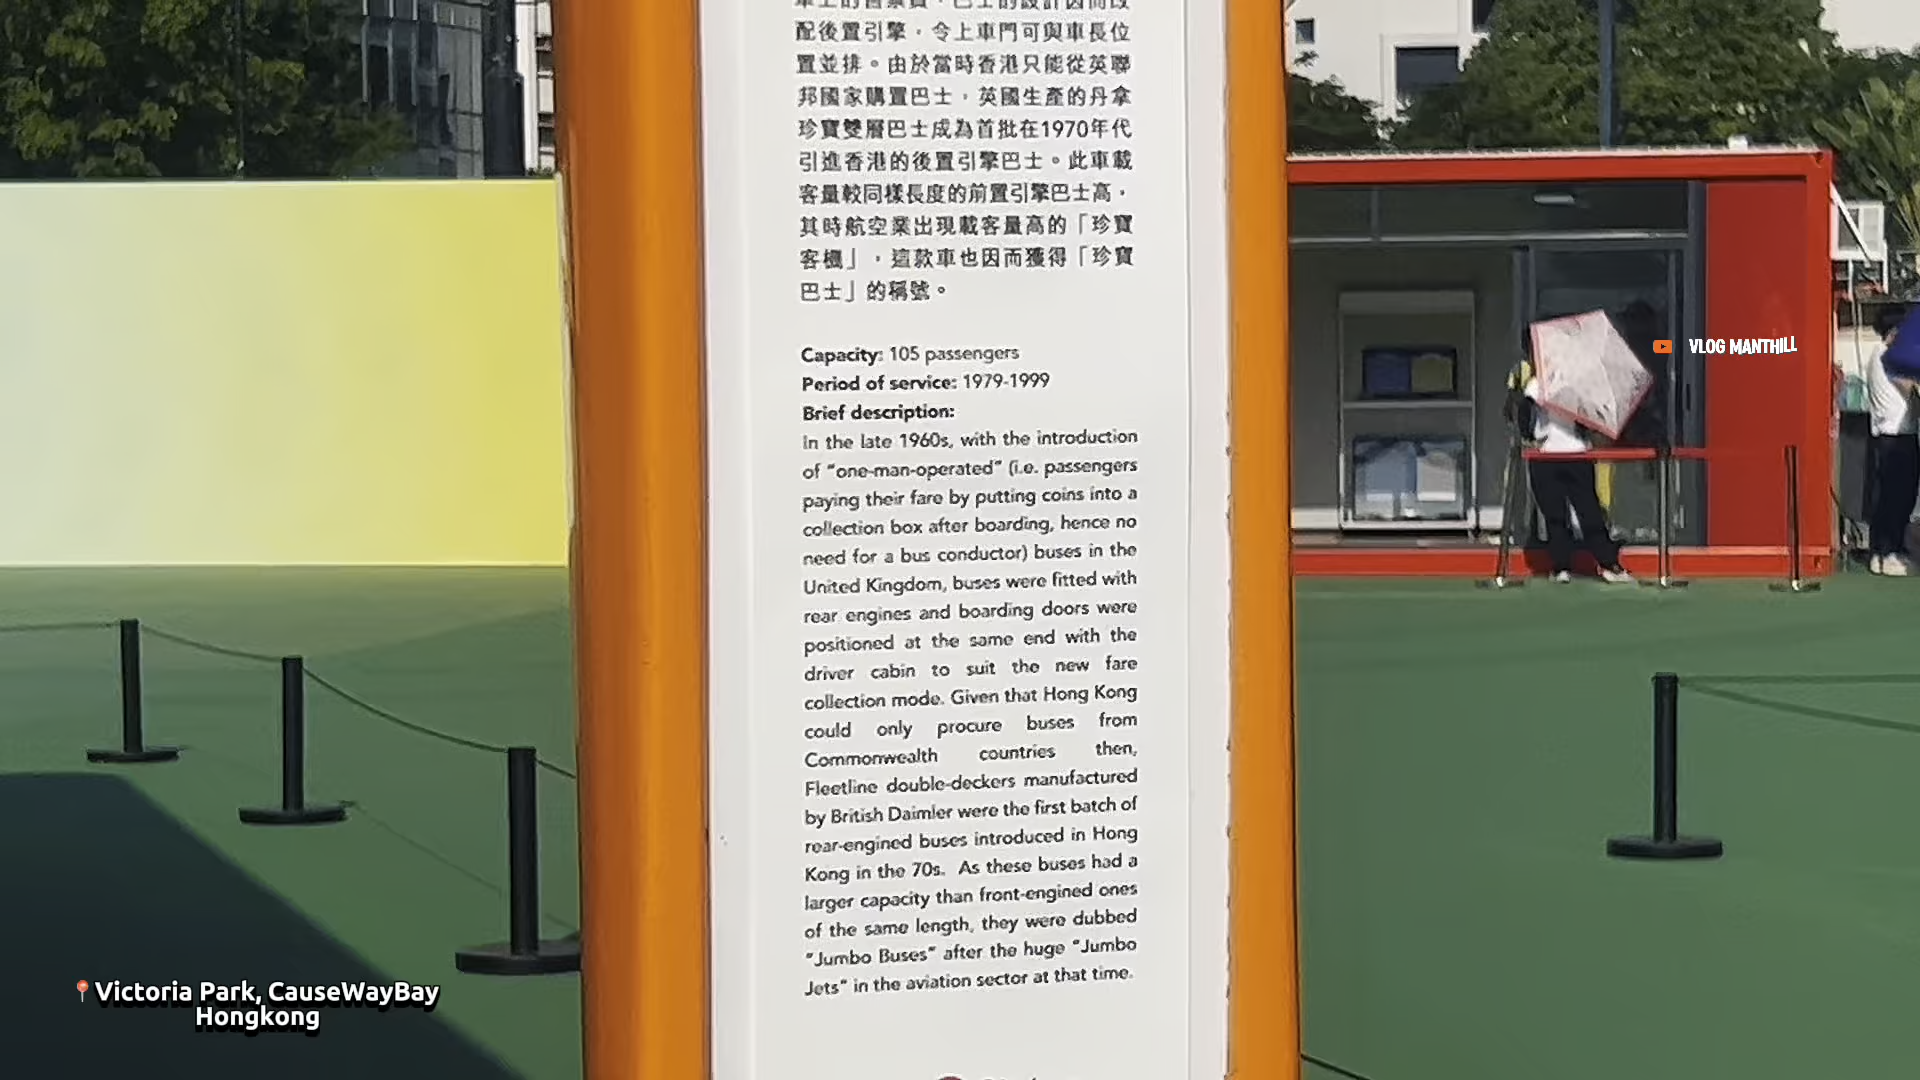 配後置引擎，令上車門可與車長位
置並排。由於當時香港只能從英聯
邦國家購置巴士，英國生產的丹拿
珍寶雙層巴士成為首批在1970年代
引進香港的後置引擎巴士。此車載
客量較同樣長度的前置引擎巴士高，
其時航空業出現載客量高的「珍寶
客機」，這款車也因而獲得「珍寶
巴士」的稱號。
Capacity: 105 passengers
Period of service: 1979-1999
Brief description:
In the late 1960s, with the introduction
of "one-man-operated" (i.e. passengers
paying their fare by putting coins into a
collection box after boarding, hence no
need for a bus conductor) buses in the
United Kingdom, buses were fitted with
rear engines and boarding doors were
positioned at the same end with the
driver cabin to suit the new fare
collection mode. Given that Hong Kong
could only procure buses from
Commonwealth countries then,
Fleetline double-deckers manufactured
by British Daimler were the first batch of
rear-engined buses introduced in Hong
Kong in the 70s. As these buses had a
larger capacity than front-engined ones
of the same length, they were dubbed
"Jumbo Buses" after the huge "Jumbo
Jets" in the aviation sector at that time.
VLOG MANTHILL
Victoria Park, CauseWayBay
Hongkong